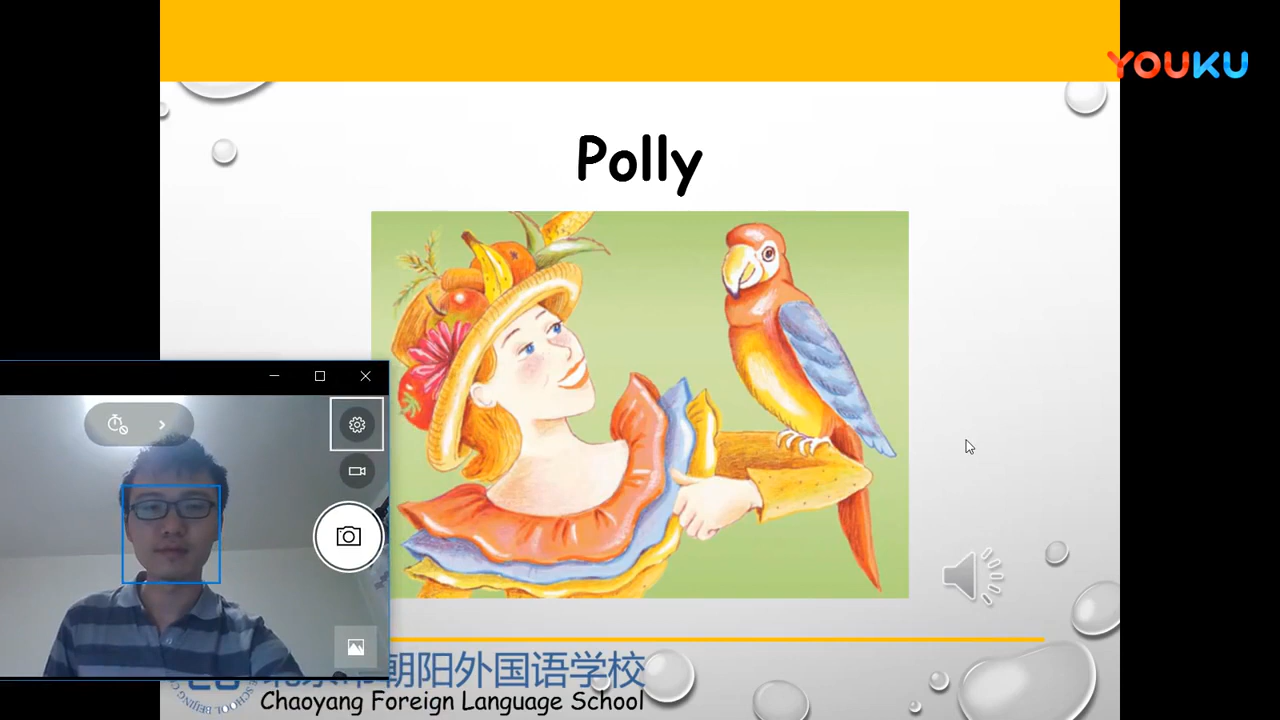 YOUKU
Polly
朝阳外国语学校
Chaoyang Foreign Language School